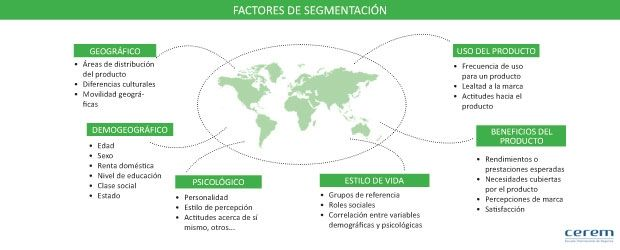 FACTORES DE SEGMENTACIÓN
GEOGRÁFICO
• Áreas de distribución
del producto
• Diferencias culturales
• Movilidad geográ-
ficas
DEMOGEOGRÁFICO
• Edad
• Sexo
• Renta doméstica
• Nivel de educación
• Clase social
• Estado
PSICOLÓGICO
• Personalidad
• Estilo de percepción
• Actitudes acerca de sí
mismo, otros...
ESTILO DE VIDA
• Grupos de referencia
• Roles sociales
• Correlación entre variables
demográficas y psicológicas
USO DEL PRODUCTO
• Frecuencia de uso
para un producto
• Lealtad a la marca
• Actitudes hacia el
producto
BENEFICIOS DEL
PRODUCTO
• Rendimientos o
prestaciones esperadas
• Necesidades cubiertas
por el producto
• Percepciones de marca
• Satisfacción
cerem
Escuela Internacional de Negocios